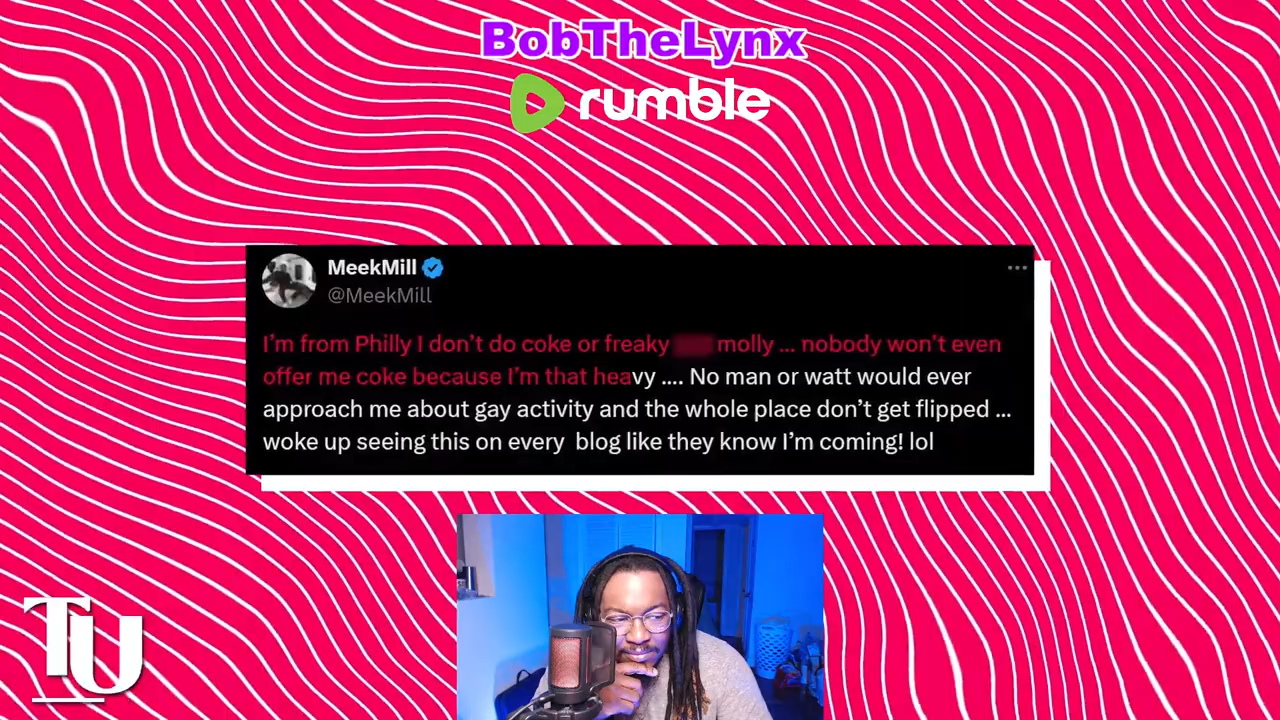 BobTheLynx
rumble
MeekMill
@MeekMill
I'm from Philly I don't do coke or freaky molly ... nobody won't even
offer me coke because I'm that heavy .... No man or watt would ever
approach me about gay activity and the whole place don't get flipped ...
woke up seeing this on every blog like they know I'm coming! lol
TU